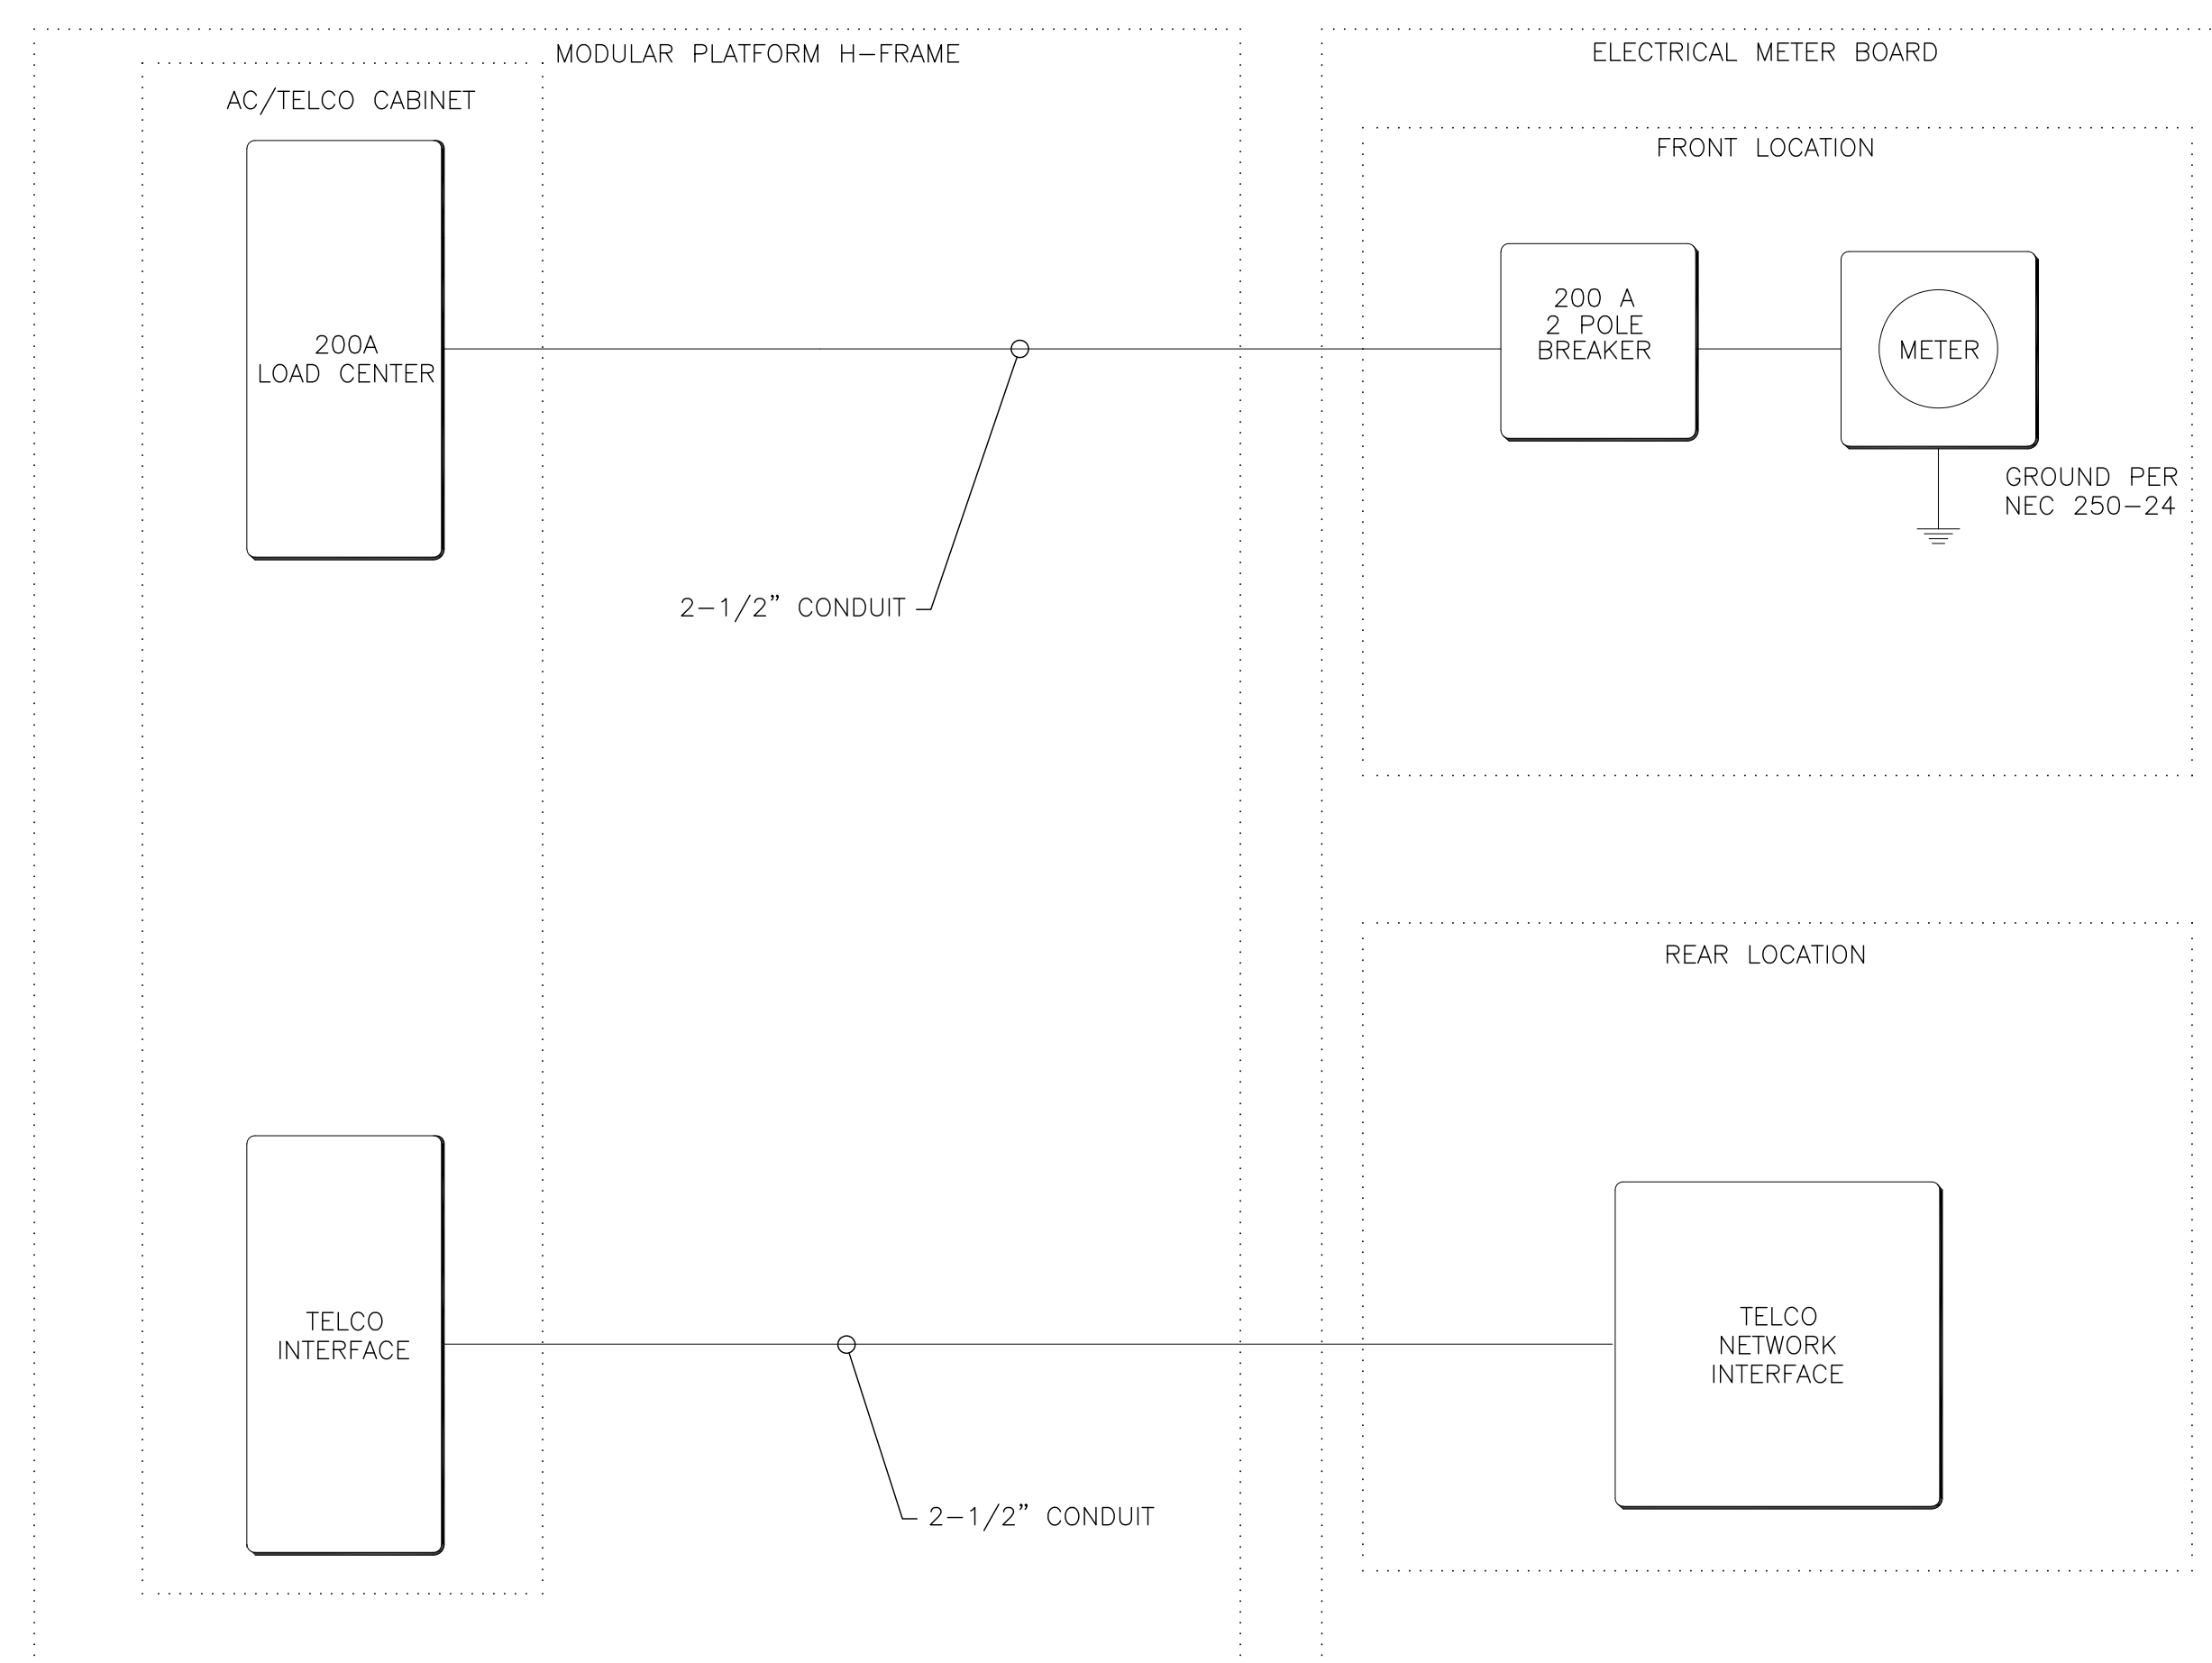 MODULAR PLATFORM H-FRAME
ELECTRICAL METER BOARD
AC/TELCO CABINET
FRONT LOCATION
200A
LOAD CENTER
200 A
2 POLE
BREAKER
METER
GROUND PER
NEC 250-24
2-1/2" CONDUIT
REAR LOCATION
TELCO
INTERFACE
TELCO
NETWORK
INTERFACE
2-1/2" CONDUIT